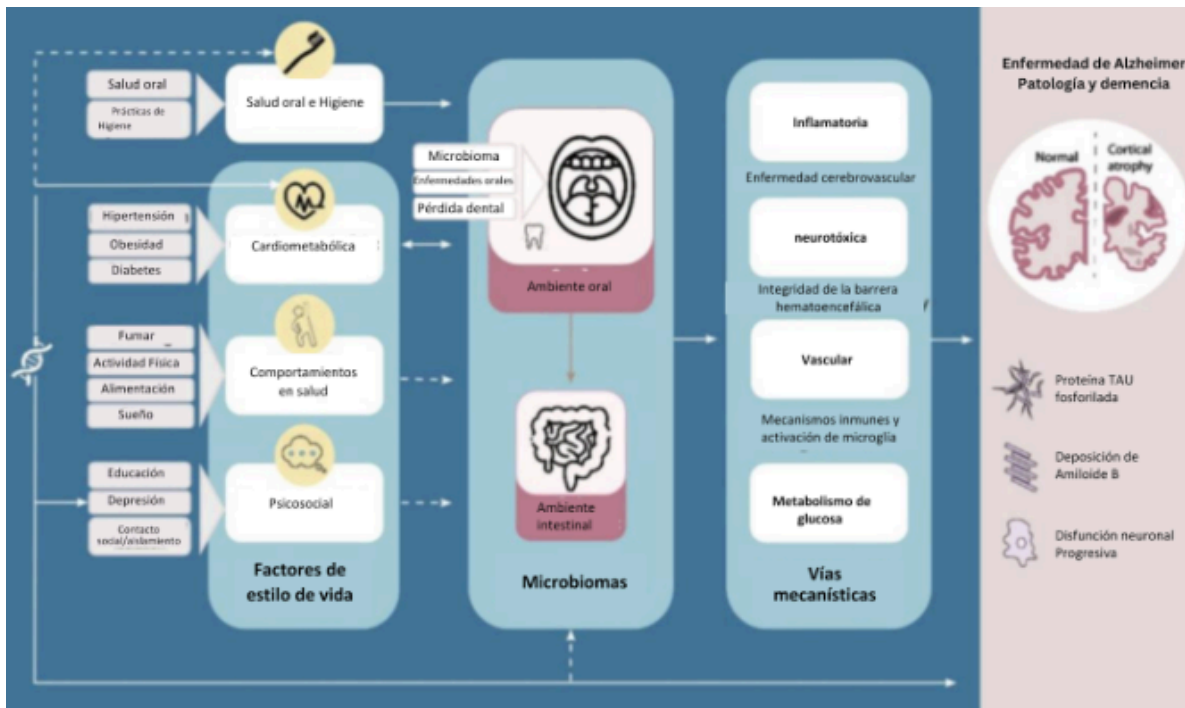 Salud oral
Prácticas de
Higiene
Salud oral e Higiene
Hipertensión
Obesidad
Diabetes
Cardiometabólica
Fumar
Actividad Física
Alimentación
Sueño
Comportamientos
en salud
Educación
Depresión
Contacto
social/aislamiento
Psicosocial
Factores de
estilo de vida
Microbioma
Enfermedades orales
Pérdida dental
Ambiente oral
Ambiente
intestinal
Microbiomas
Inflamatoria
Enfermedad cerebrovascular
neurotóxica
Integridad de la barrera
hematoencefálica
Vascular
Mecanismos inmunes y
activación de microglia
Metabolismo de
glucosa
Vías
mecanísticas
Enfermedad de Alzheimer
Patología y demencia
Normal
Cortical
atrophy
Proteína TAU
fosforilada
Deposición de
Amiloide B
Disfunción neuronal
Progresiva